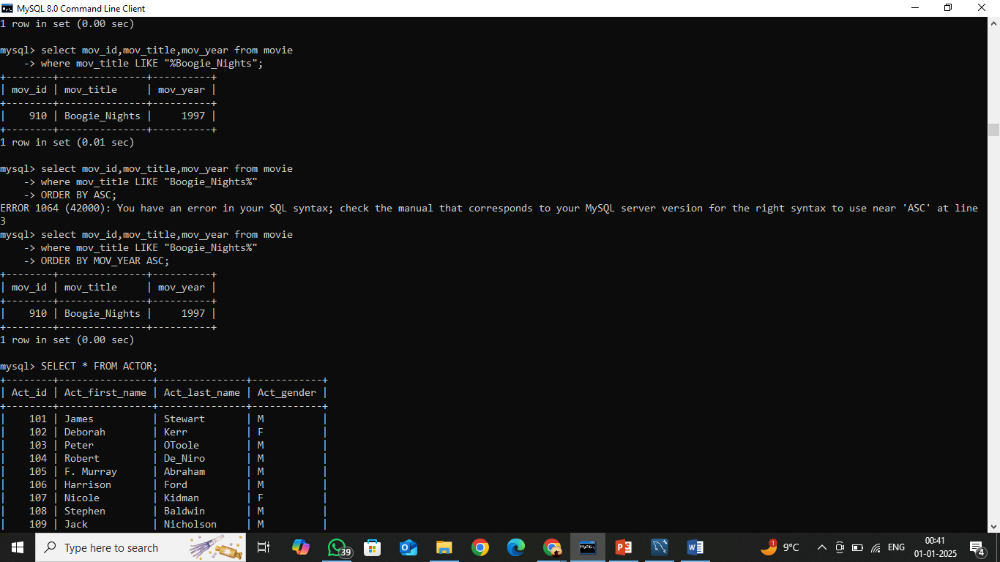 MySQL 8.0 Command Line Client
1 row in set (0.00 sec)
mysql> select mov_id,mov_title,mov_year from movie
    -> where mov_title LIKE "%Boogie_Nights";
+--------+---------------+----------+
| mov_id | mov_title     | mov_year |
+--------+---------------+----------+
|    910 | Boogie_Nights |     1997 |
+--------+---------------+----------+
1 row in set (0.01 sec)
mysql> select mov_id,mov_title,mov_year from movie
    -> where mov_title LIKE "Boogie_Nights%"
    -> ORDER BY ASC;
ERROR 1064 (42000): You have an error in your SQL syntax; check the manual that corresponds to your MySQL server version for the right syntax to use near 'ASC' at line
3
mysql> select mov_id,mov_title,mov_year from movie
    -> where mov_title LIKE "Boogie_Nights%"
    -> ORDER BY MOV_YEAR ASC;
+--------+---------------+----------+
| mov_id | mov_title     | mov_year |
+--------+---------------+----------+
|    910 | Boogie_Nights |     1997 |
+--------+---------------+----------+
1 row in set (0.00 sec)
mysql> SELECT * FROM ACTOR;
+--------+----------------+---------------+------------+
| Act_id | Act_first_name | Act_last_name | Act_gender |
+--------+----------------+---------------+------------+
|    101 | James          | Stewart       | M          |
|    102 | Deborah        | Kerr          | F          |
|    103 | Peter          | OToole        | M          |
|    104 | Robert         | De_Niro       | M          |
|    105 | F. Murray      | Abraham       | M          |
|    106 | Harrison       | Ford          | M          |
|    107 | Nicole         | Kidman        | F          |
|    108 | Stephen        | Baldwin       | M          |
|    109 | Jack           | Nicholson     | M          |
Type here to search
39
1
9°C
ENG
00:41
01-01-2025
4